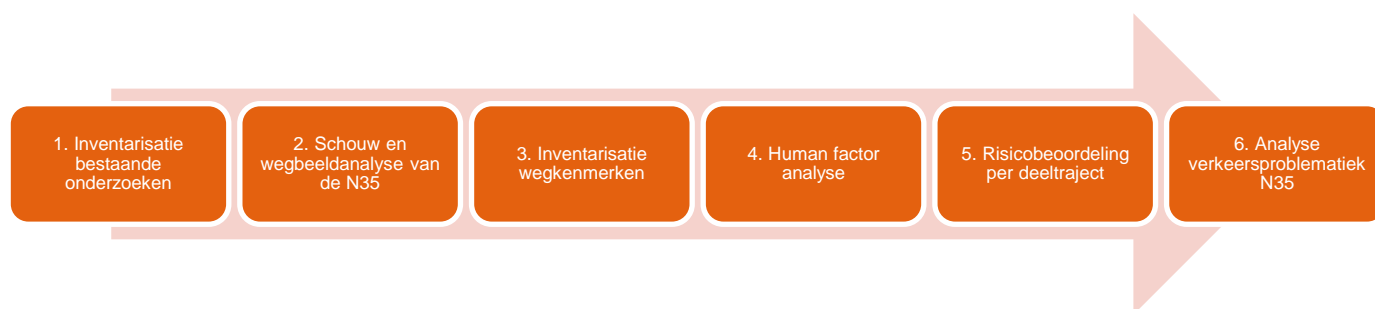 1. Inventarisatie
bestaande
onderzoeken
2. Schouw en
wegbeeldanalyse van
de N35
3. Inventarisatie
wegkenmerken
4. Human factor
analyse
5. Risicobeoordeling
per deeltraject
6. Analyse
verkeersproblematiek
N35